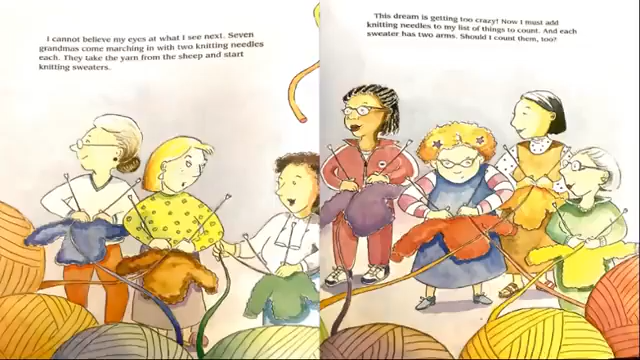 I cannot believe my eyes at what I see next. Seven
grandmas come marching in with two knitting needles
each. They take the yarn from the sheep and start
knitting sweaters.
This dream is getting too crazy! Now I must add
knitting needles to my list of things to count. And each
sweater has two arms. Should I count them, too?